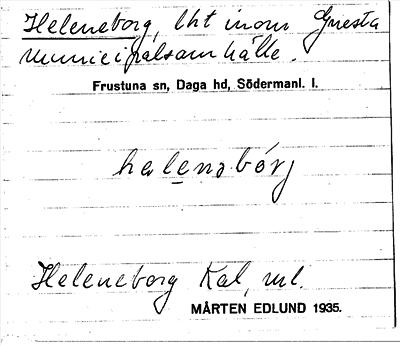 Heleneborg, lht inom Gnesta
municipalsamhälle.
Frustuna sn, Daga hd, Södermanl. l.
helenəbórj
Heleneborg Kal, ml.
MÅRTEN EDLUND 1935.